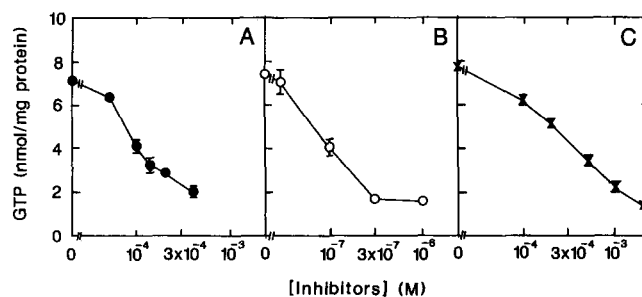 A B C
GTP (nmol/mg protein)
10
8
6
4
2
0
0 10⁻⁴ 3x10⁻⁴ 10⁻³ 0 10⁻⁷ 3x10⁻⁷ 10⁻⁶ 0 10⁻⁴ 3x10⁻⁴ 10⁻³
[Inhibitors] (M)